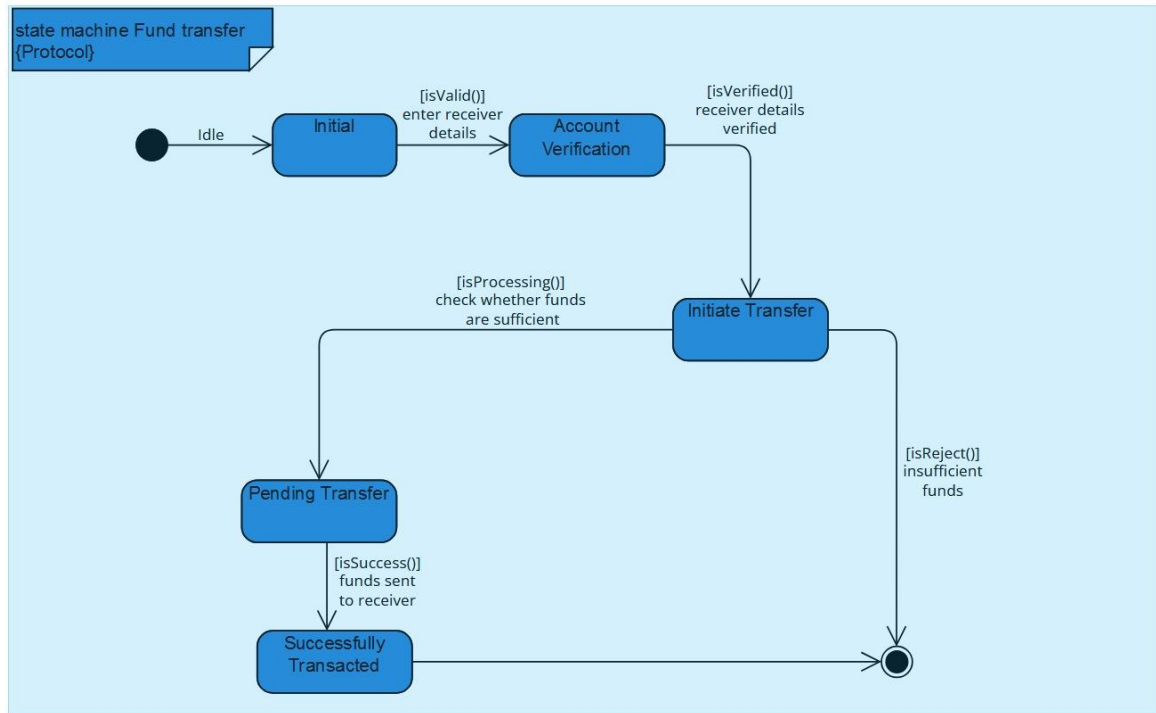 state machine Fund transfer
{Protocol}
Idle
Initial
[isValid()]
enter receiver
details
Account
Verification
[isVerified()]
receiver details
verified
[isProcessing()]
check whether funds
are sufficient
Initiate Transfer
[isReject()]
insufficient
funds
Pending Transfer
[isSuccess()]
funds sent
to receiver
Successfully
Transacted